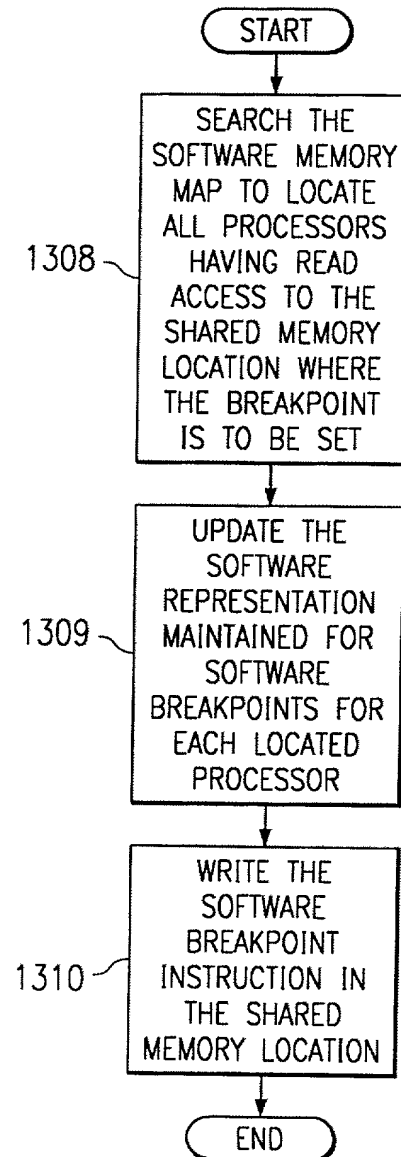 START
SEARCH THE
SOFTWARE MEMORY
MAP TO LOCATE
ALL PROCESSORS
HAVING READ
ACCESS TO THE
SHARED MEMORY
LOCATION WHERE
THE BREAKPOINT
IS TO BE SET
1308
UPDATE THE
SOFTWARE
REPRESENTATION
MAINTAINED FOR
SOFTWARE
BREAKPOINTS FOR
EACH LOCATED
PROCESSOR
1309
WRITE THE
SOFTWARE
BREAKPOINT
INSTRUCTION IN
THE SHARED
MEMORY LOCATION
1310
END